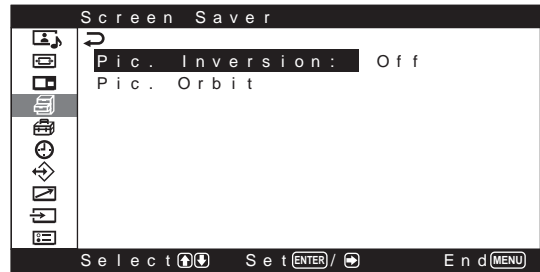 Screen Saver
Pic. Inversion: Off
Pic. Orbit
Select Set ENTER / End MENU